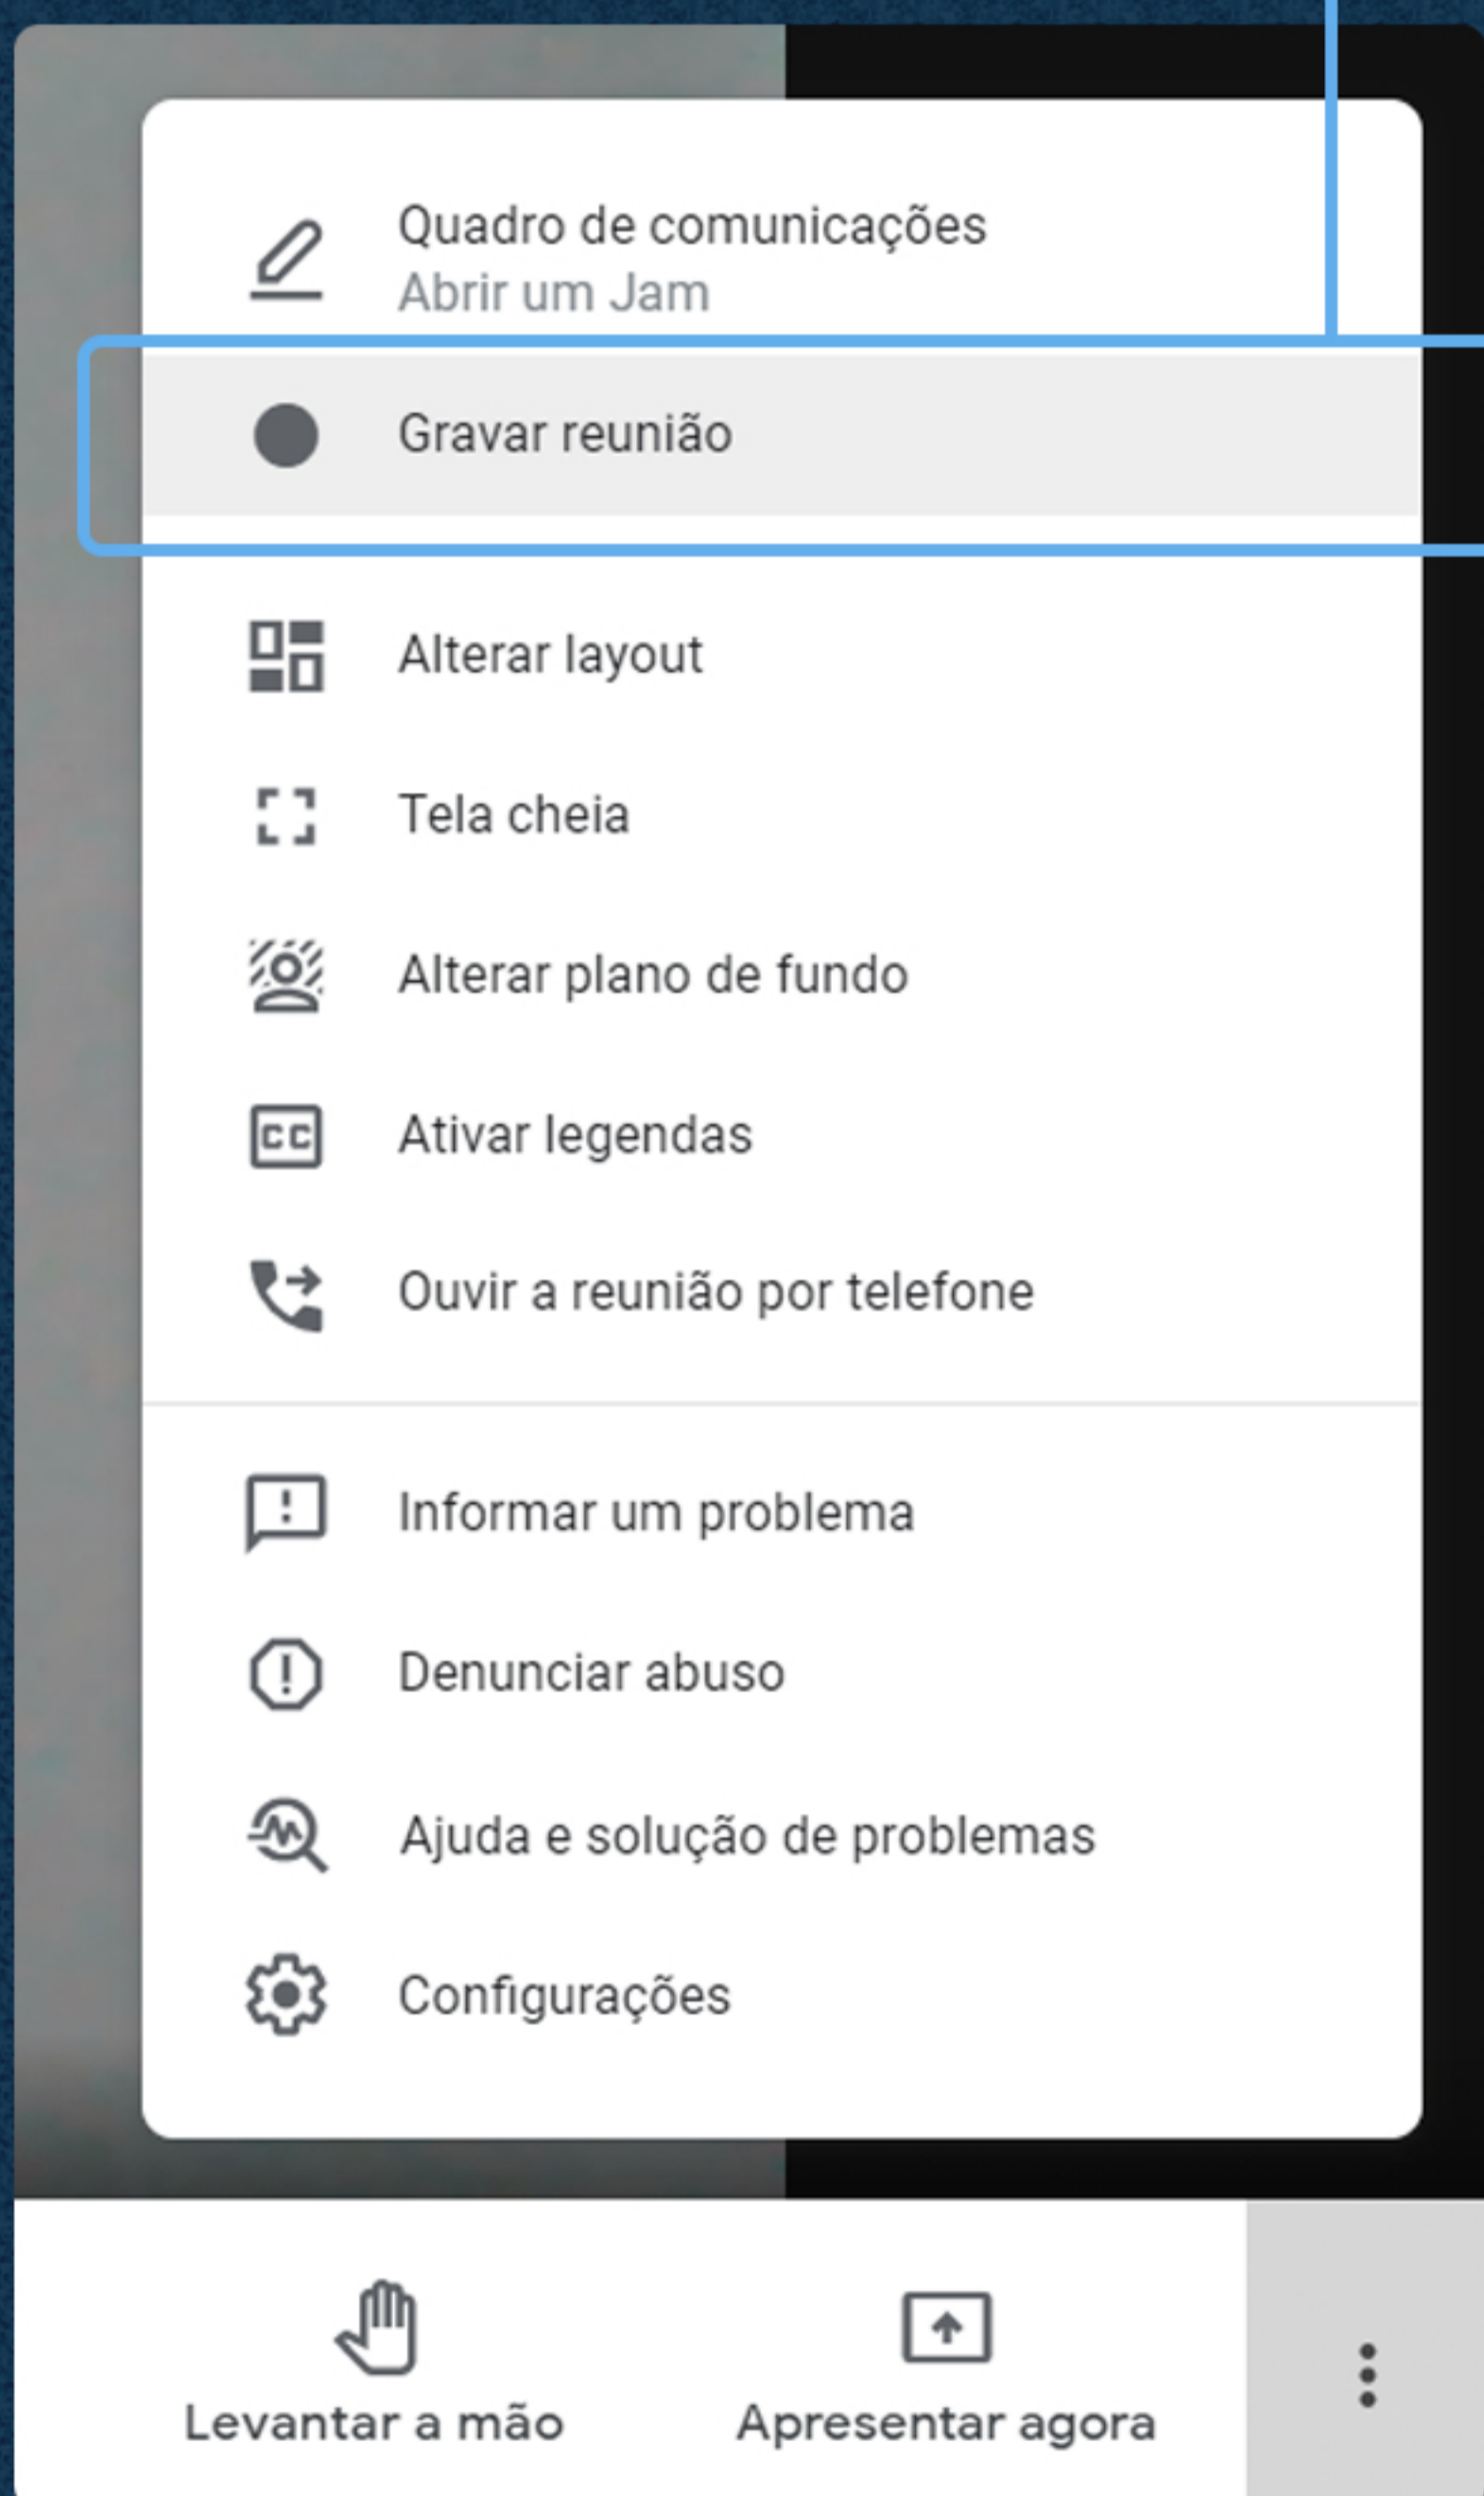 Quadro de comunicações
Abrir um Jam
Gravar reunião
Alterar layout
Tela cheia
Alterar plano de fundo
CC Ativar legendas
Ouvir a reunião por telefone
Informar um problema
Denunciar abuso
Ajuda e solução de problemas
Configurações
Levantar a mão
Apresentar agora